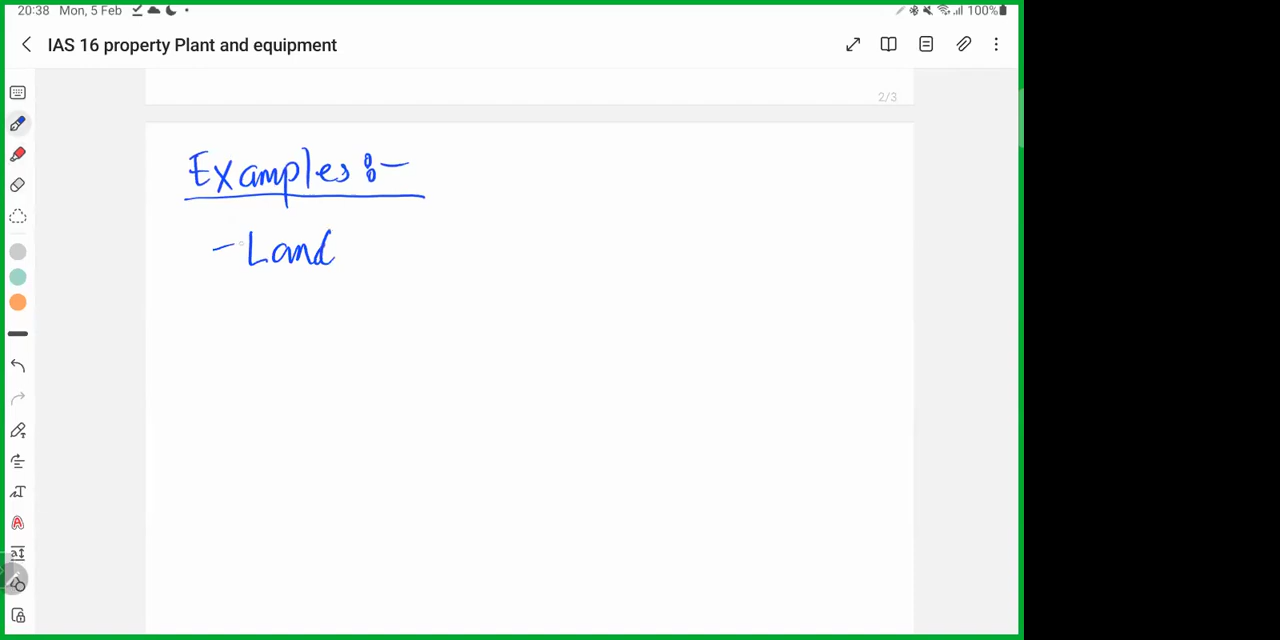 20:38 Mon, 5 Feb
100%
IAS 16 property Plant and equipment
2/3
Examples :-
- Land